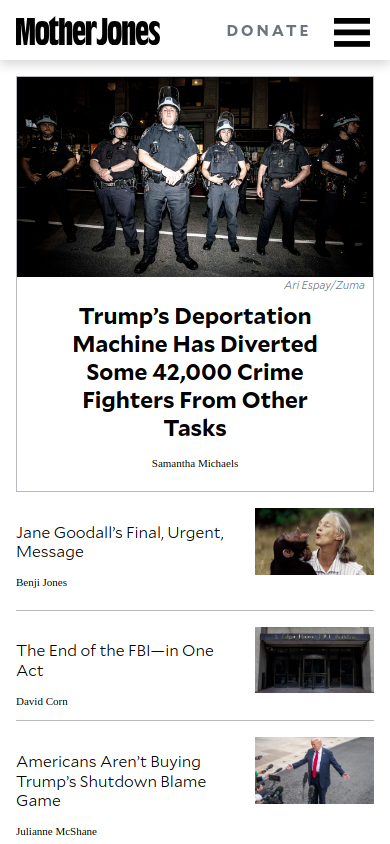 Mother Jones
DONATE
Ari Espay/Zuma
Trump’s Deportation
Machine Has Diverted
Some 42,000 Crime
Fighters From Other
Tasks
Samantha Michaels
Jane Goodall’s Final, Urgent,
Message
Benji Jones
The End of the FBI—in One
Act
David Corn
Americans Aren’t Buying
Trump’s Shutdown Blame
Game
Julianne McShane